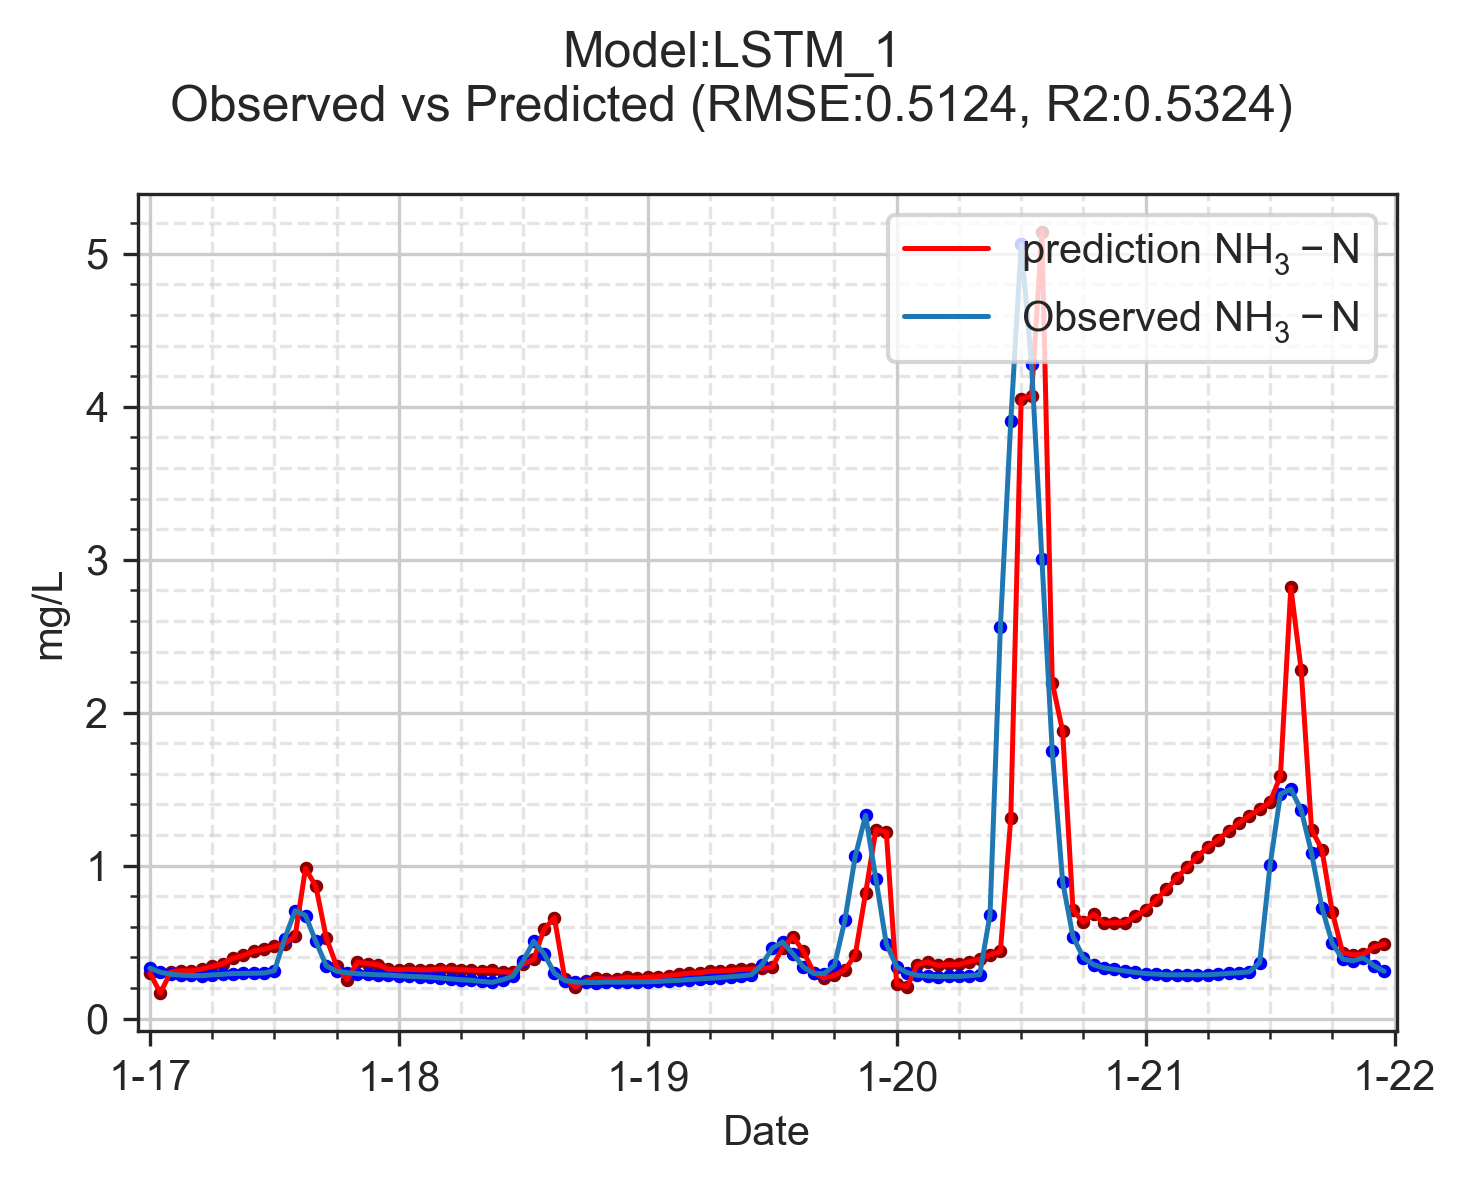 Model:LSTM_1
Observed vs Predicted (RMSE:0.5124, R2:0.5324)
prediction NH₃ − N
Observed NH₃ − N
5
4
3
2
1
0
mg/L
1-17 1-18 1-19 1-20 1-21 1-22
Date